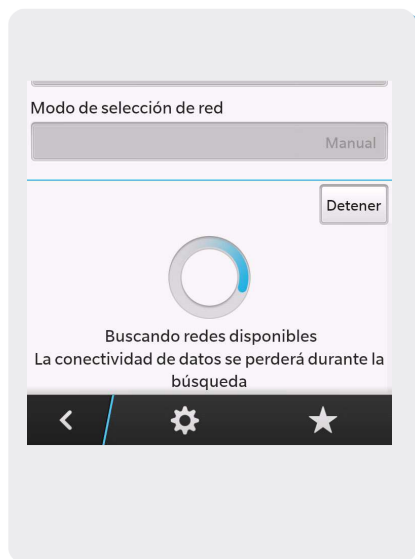 Modo de selección de red
Manual
Detener
Buscando redes disponibles
La conectividad de datos se perderá durante la
búsqueda